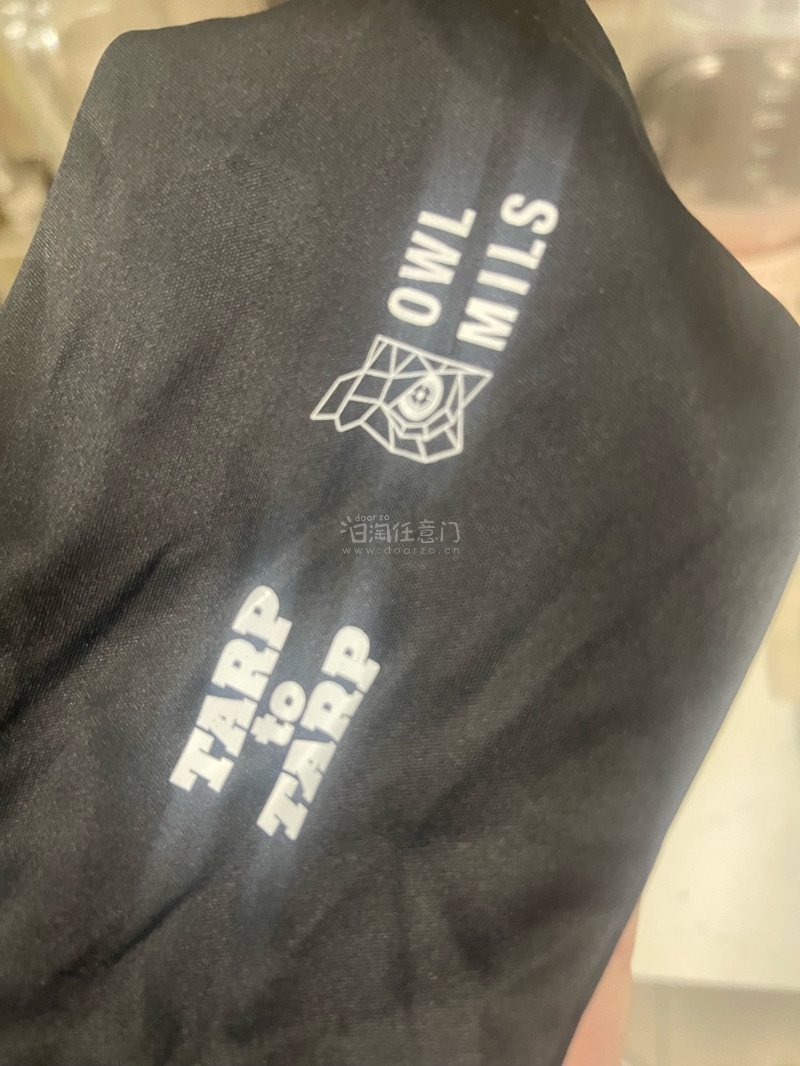 OWL
MILS
doorzo
日淘任意门
www.doorzo.cn
TARP
to
TARP